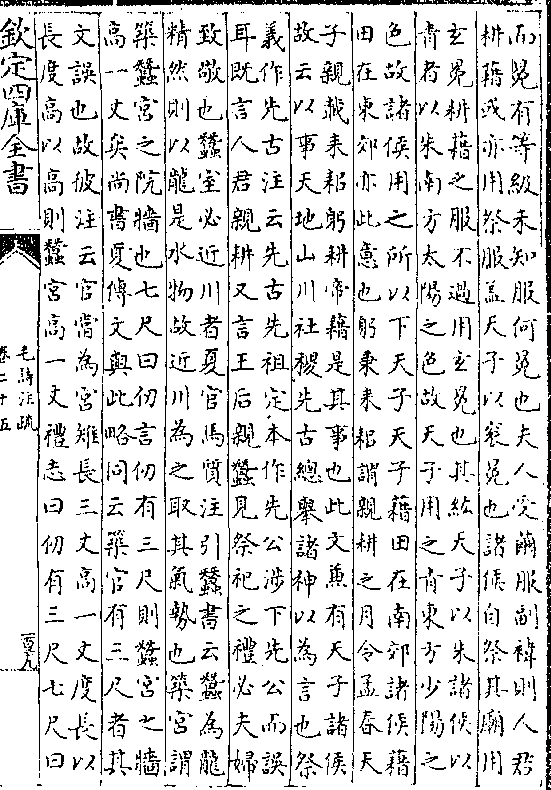 而冕有等級未知服何冕也夫人受繭服副褘則人君
耕藉或亦用祭服蓋天子以衮冕也諸侯自祭其廟用
玄冕耕藉之服不過用玄冕也其紘天子以朱諸侯以
青者以朱南方太陽之色故天子用之青東方少陽之
色故諸侯用之所以下天子天子藉田在南郊諸侯藉
田在東郊亦此意也躬秉耒耜謂親耕之月令孟春天
子親載耒耜躬耕帝籍是其事也此文兼有天子諸侯
故云以事天地山川社稷先古總舉諸神以為言也祭
義作先古注云先古先祖定本作先公涉下先公而誤
耳既言人君親耕又言王后親蠶見祭祀之禮必夫婦
致敬也蠶室必近川者夏官馬質注引蠶書云蠶為龍
精然則以龍是水物故近川為之取其氣勢也築宮謂
築蠶宮之院牆也七尺曰仞言仞有三尺則蠶宮之牆
高一丈矣尚書夏傳文與此略同云築宮有三尺者其
文誤也故彼注云官當為宮雉長三丈高一丈度長以
長度高以高則蠶宮高一丈禮志曰仞有三尺七尺曰
欽定四庫全書
毛詩注疏
卷二十五